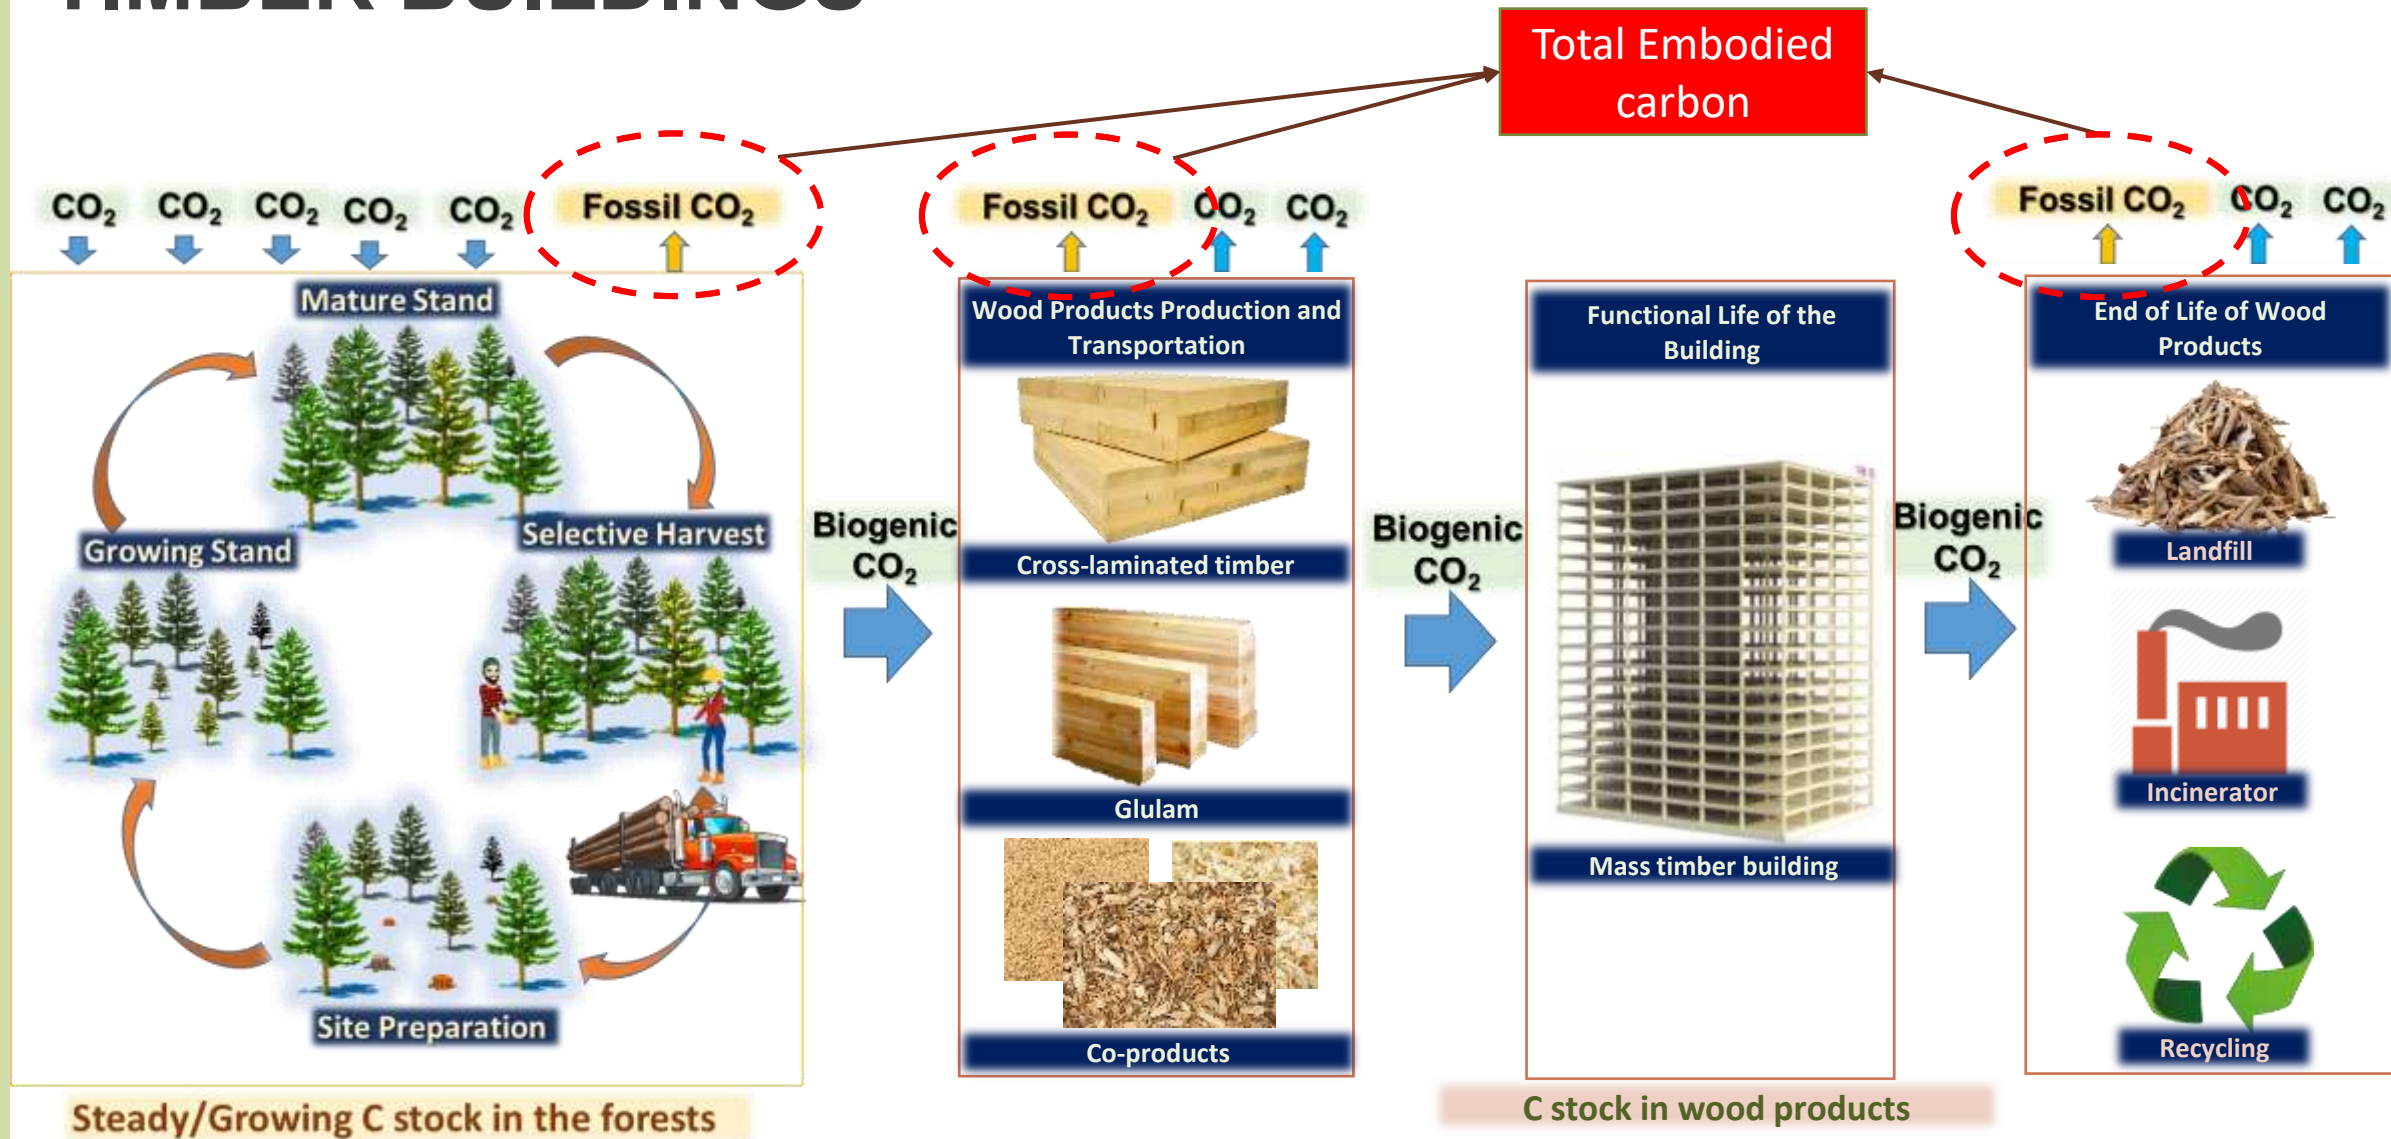 TIMBER BUILDINGS
Total Embodied
carbon
CO₂ CO₂ CO₂ CO₂ CO₂ Fossil CO₂
Fossil CO₂ CO₂ CO₂
Fossil CO₂ CO₂ CO₂
Mature Stand
Selective Harvest
Growing Stand
Site Preparation
Steady/Growing C stock in the forests
Biogenic
CO₂
Wood Products Production and
Transportation
Cross-laminated timber
Glulam
Co-products
Biogenic
CO₂
Functional Life of the
Building
Mass timber building
C stock in wood products
Biogenic
CO₂
End of Life of Wood
Products
Landfill
Incinerator
Recycling